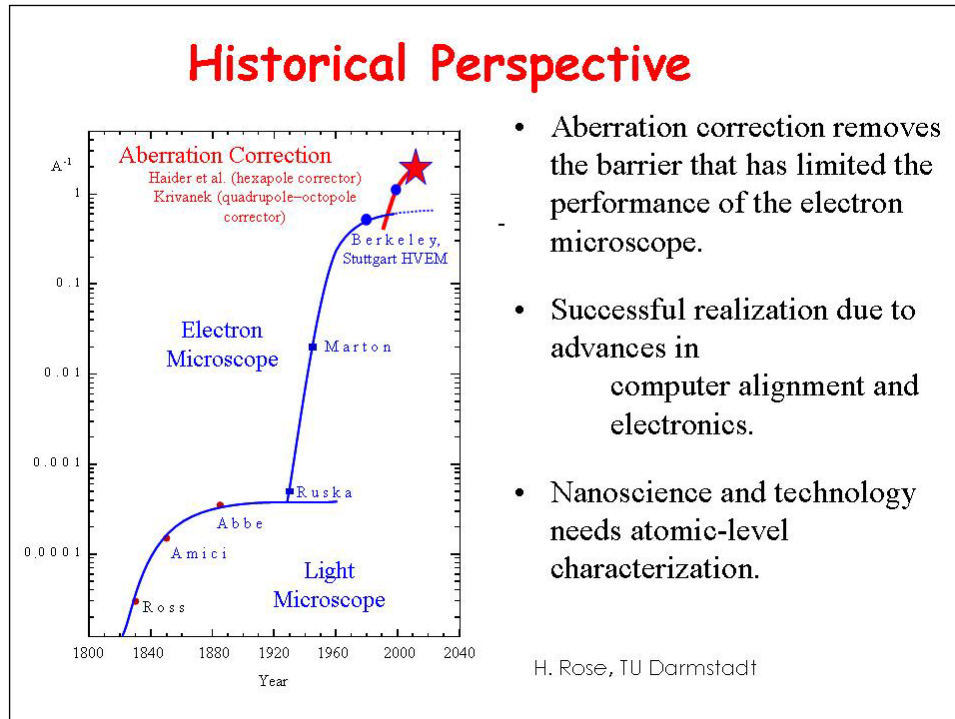 Historical Perspective
A-1
Aberration Correction
Haider et al. (hexapole corrector)
Krivanek (quadrupole–octopole
corrector)
1
Berkeley,
Stuttgart HVEM
0.1
Electron
Microscope
Marton
0.01
0.001
Ruska
Abbe
0.0001
Amici
Light
Microscope
Ross
1800 1840 1880 1920 1960 2000 2040
Year
• Aberration correction removes
the barrier that has limited the
performance of the electron
microscope.
-
• Successful realization due to
advances in
computer alignment and
electronics.
• Nanoscience and technology
needs atomic-level
characterization.
H. Rose, TU Darmstadt